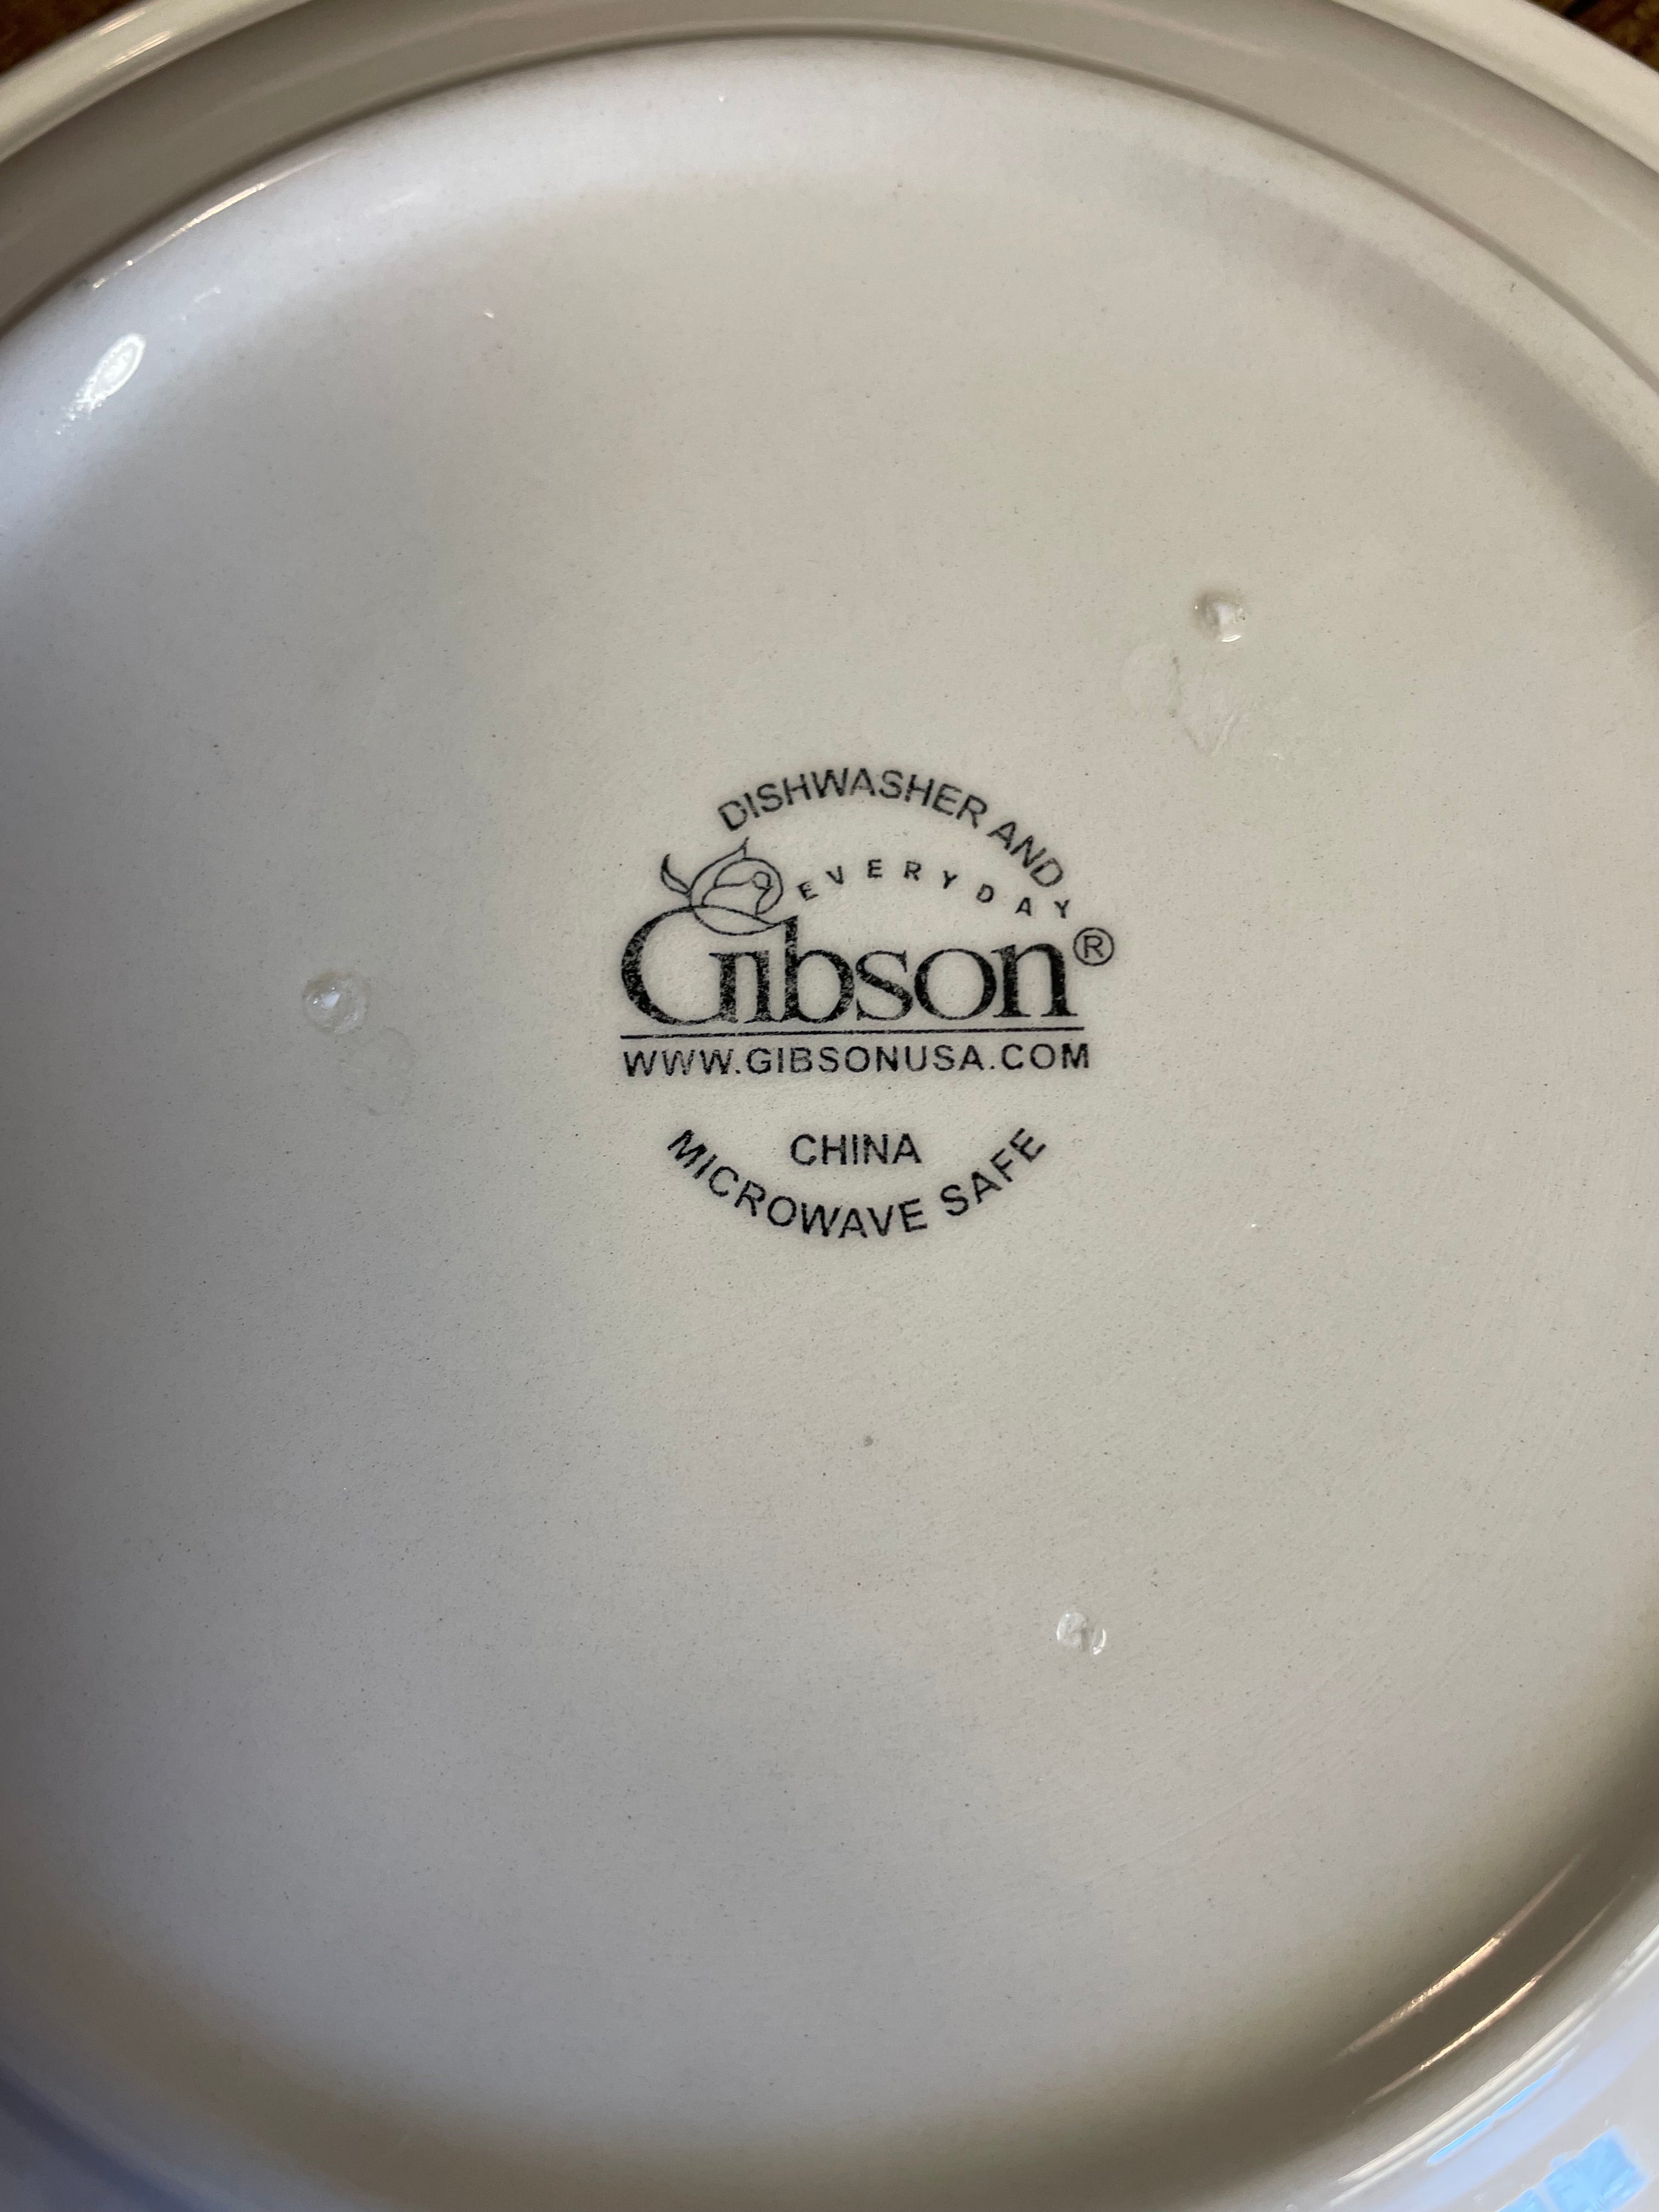 DISHWASHER AND
EVERYDAY
Gibson®
WWW.GIBSONUSA.COM
CHINA
MICROWAVE SAFE